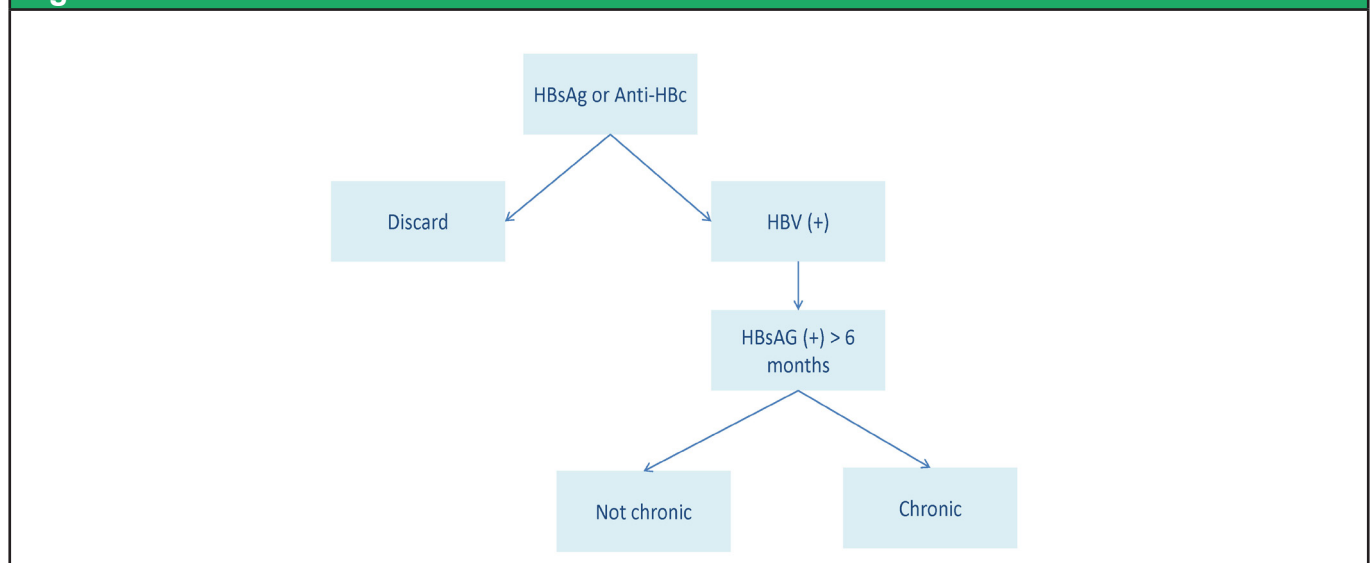 HBsAg or Anti-HBc
Discard
HBV (+)
HBsAG (+) > 6
months
Not chronic
Chronic